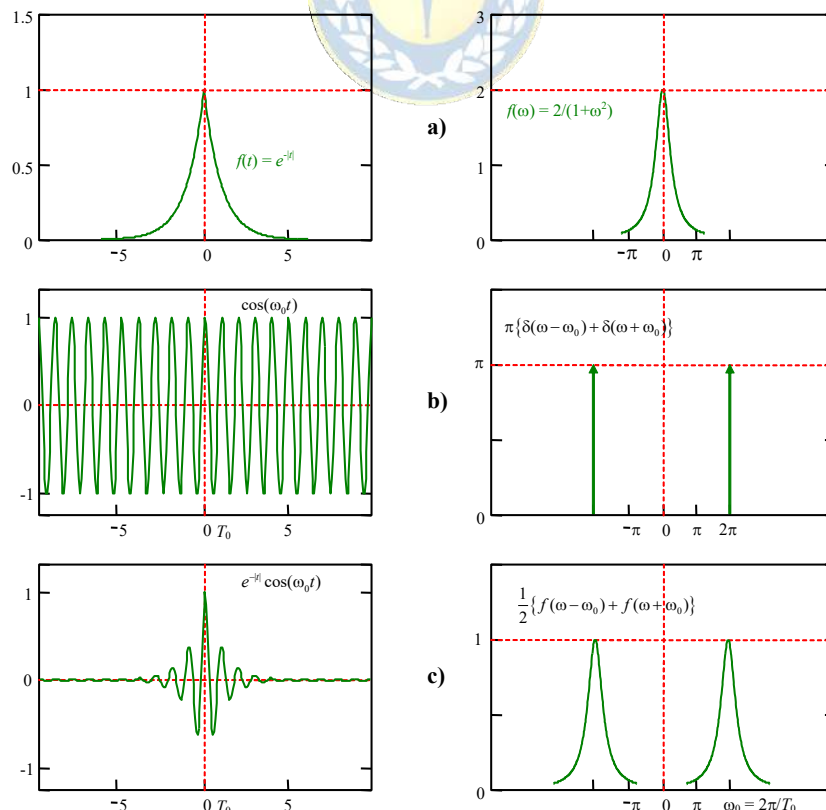 1.5
1
0.5
0
f(t) = e^-|t|
-5
0
5
a)
3
2
1
0
f(ω) = 2/(1+ω²)
-π
0
π
1
0
-1
cos(ω₀t)
-5
0 T₀
5
b)
π
0
π{δ(ω−ω₀)+δ(ω+ω₀)}
-π
0
π
2π
1
0
-1
e^−|t| cos(ω₀t)
-5
0 T₀
5
c)
1
0
1/2{f(ω−ω₀)+f(ω+ω₀)}
-π
0
π
ω₀ = 2π/T₀